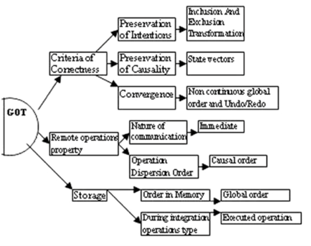 GOT
Criteria of
Correctness
Preservation
of Intentions
Inclusion And
Exclusion
Transformation
Preservation
of Causality
State vectors
Convergence
Non continuous global
order and Undo/Redo
Remote operations
property
Nature of
communication
Immediate
Operation
Dispersion Order
Causal order
Storage
Order in Memory
Global order
During integration
operations type
Executed operation